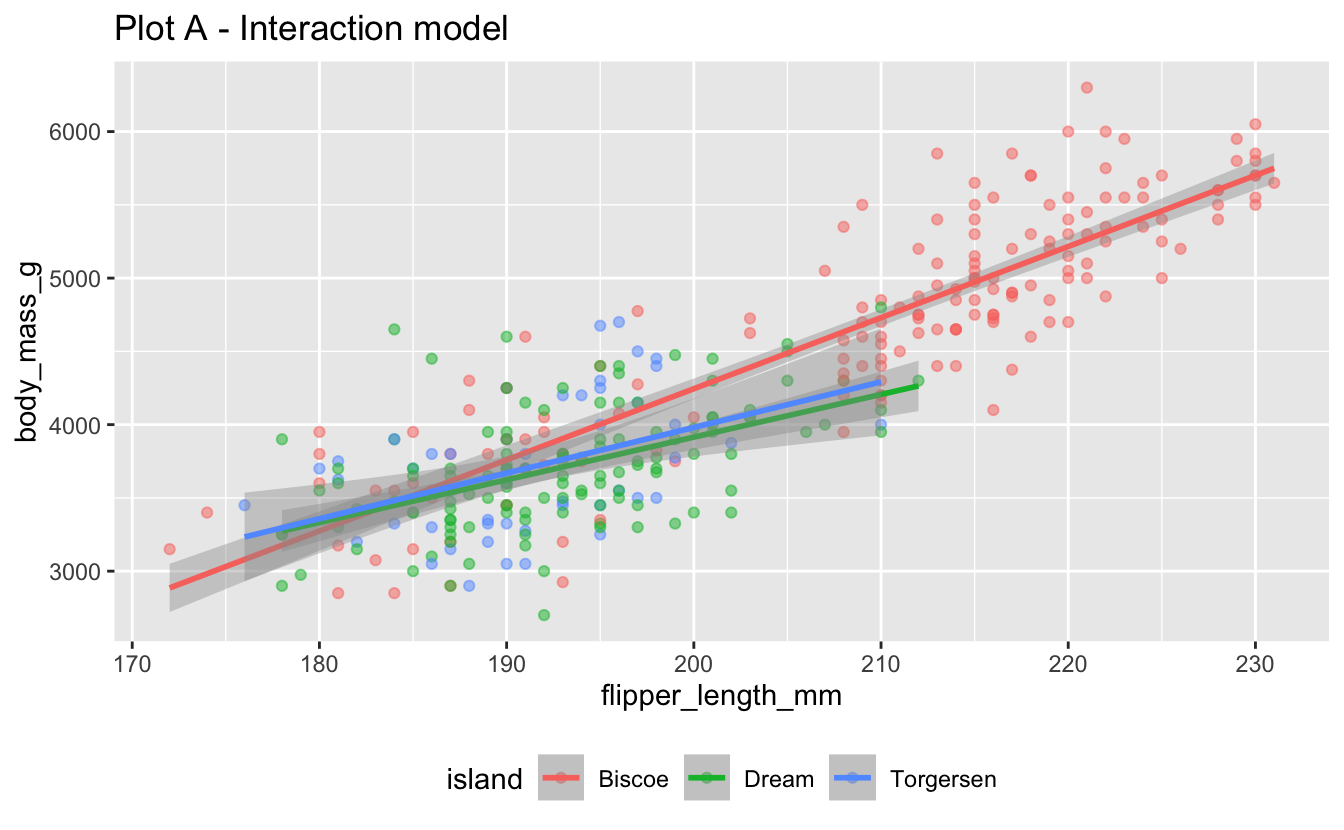 Plot A - Interaction model
6000
5000
4000
3000
body_mass_g
170 180 190 200 210 220 230
flipper_length_mm
island Biscoe Dream Torgersen